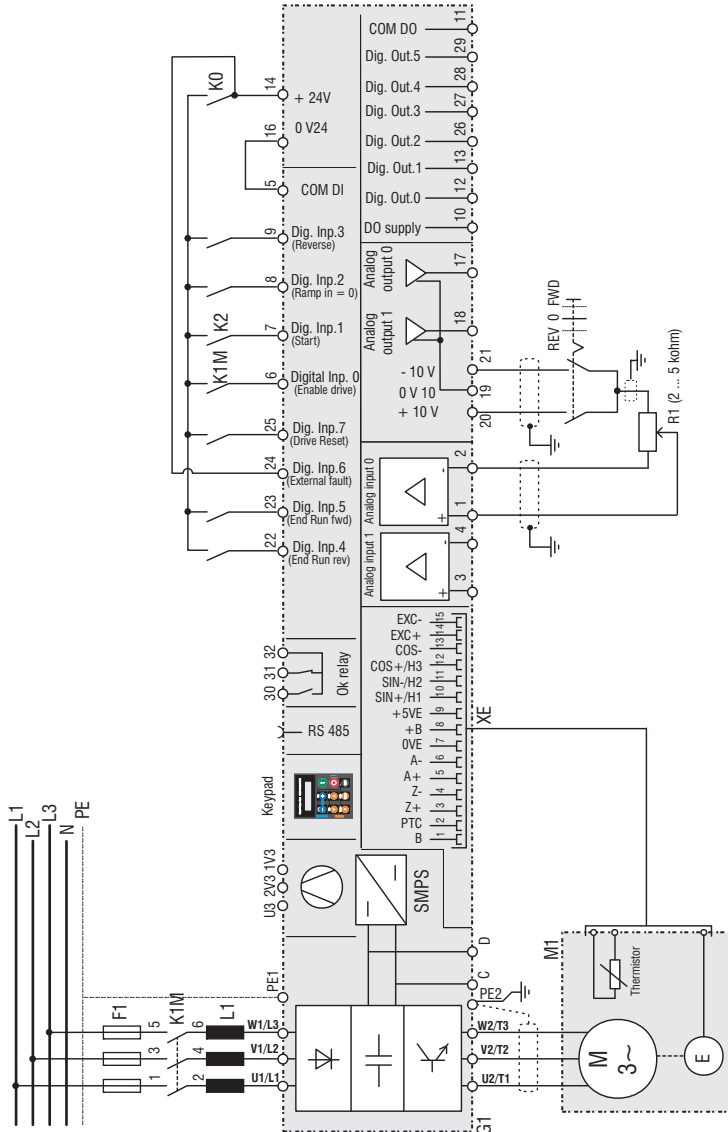 L1
L2
L3
N
PE
F1
K1M
1
2
3
4
5
6
L1
U1/L1
V1/L2
W1/L3
PE1
U3 2V3 1V3
Keypad
RS 485
30 31 32
Ok relay
22
Dig. Inp.4
(End Run rev)
23
Dig. Inp.5
(End Run fwd)
24
Dig. Inp.6
(External fault)
25
Dig. Inp.7
(Drive Reset)
K1M
6
Digital Inp. 0
(Enable drive)
K2
7
Dig. Inp.1
(Start)
8
Dig. Inp.2
(Ramp in = 0)
9
Dig. Inp.3
(Reverse)
5
COM DI
16
0 V24
K0
14
+ 24V
COM DO
11
Dig. Out.5
29
Dig. Out.4
28
Dig. Out.3
27
Dig. Out.2
26
Dig. Out.1
13
Dig. Out.0
12
DO supply
10
Analog output 0
17
Analog output 1
18
- 10 V
21
0 V 10
19
+ 10 V
20
REV 0 FWD
R1 (2 ... 5 kohm)
Analog input 0
-
+
2
1
Analog input 1
-
+
4
3
EXC- 15
EXC+ 14
COS- 13
COS+/H3 12
SIN-/H2 11
SIN+/H1 10
+5VE 9
+B 8
0VE 7
A- 6
A+ 5
Z- 4
Z+ 3
PTC 2
B 1
XE
SMPS
D
C
PE2
W2/T3
V2/T2
U2/T1
G1
M1
Thermistor
M
3~
E